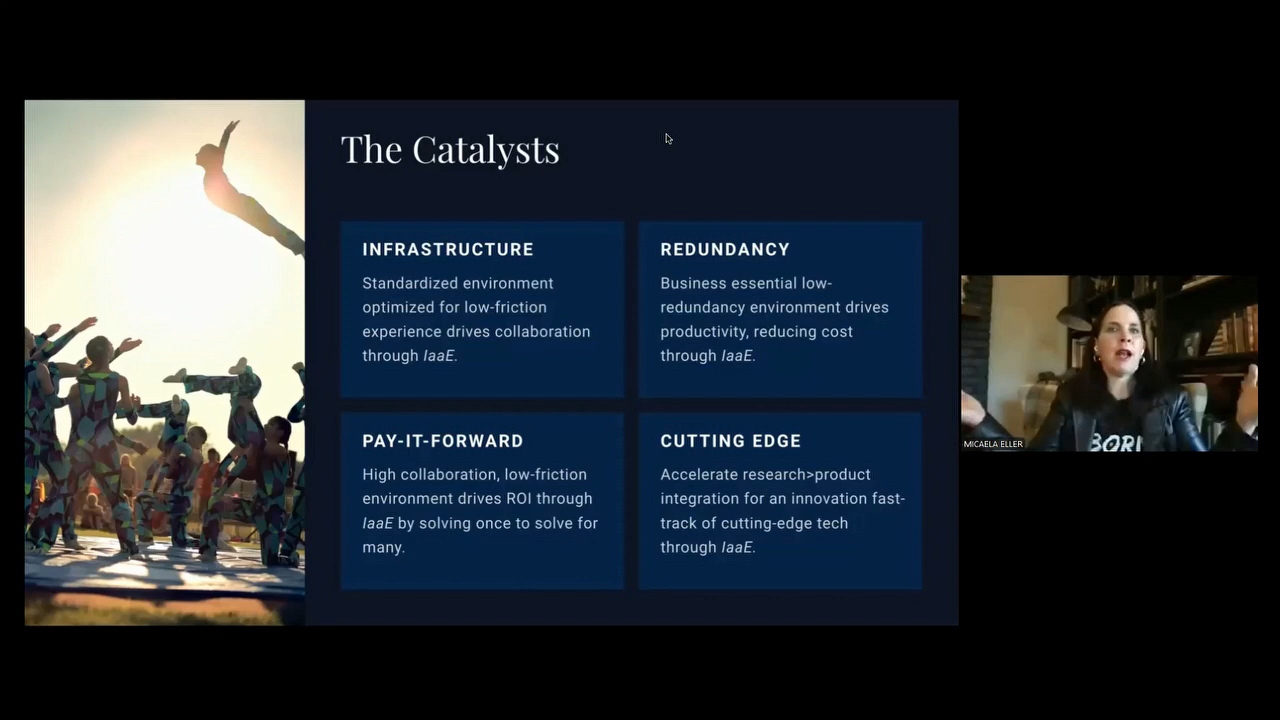 The Catalysts
INFRASTRUCTURE
Standardized environment
optimized for low-friction
experience drives collaboration
through IaaE.
REDUNDANCY
Business essential low-
redundancy environment drives
productivity, reducing cost
through IaaE.
PAY-IT-FORWARD
High collaboration, low-friction
environment drives ROI through
IaaE by solving once to solve for
many.
CUTTING EDGE
Accelerate research>product
integration for an innovation fast-
track of cutting-edge tech
through IaaE.
MICAELA ELLER